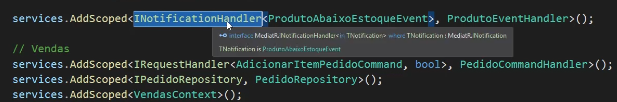 services.AddScoped<INotificationHandler<ProdutoAbaixoEstoqueEvent>, ProdutoEventHandler>();
interface MediatR.INotificationHandler<in TNotification> where TNotification : MediatR.INotification
TNotification is ProdutoAbaixoEstoqueEvent
// Vendas
services.AddScoped<IRequestHandler<AdicionarItemPedidoCommand, bool>, PedidoCommandHandler>();
services.AddScoped<IPedidoRepository, PedidoRepository>();
services.AddScoped<VendasContext>();